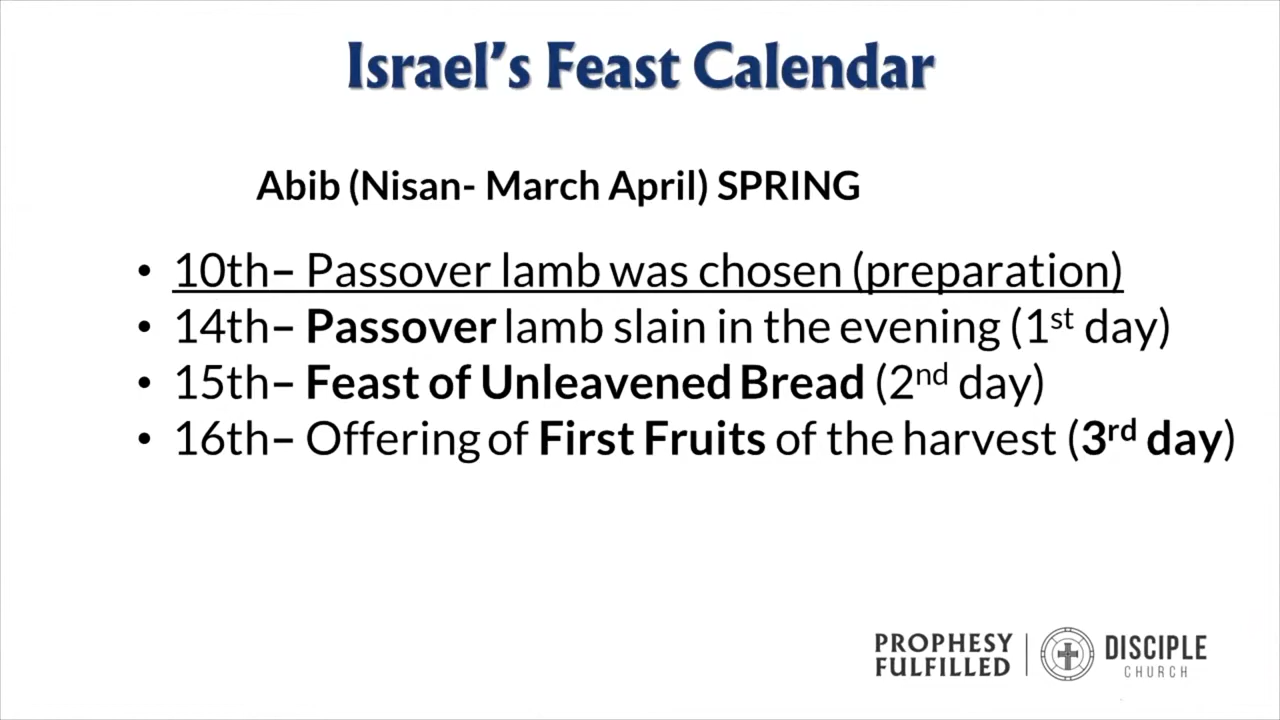 Israel's Feast Calendar
Abib (Nisan- March April) SPRING
• 10th– Passover lamb was chosen (preparation)
• 14th– Passover lamb slain in the evening (1st day)
• 15th– Feast of Unleavened Bread (2nd day)
• 16th– Offering of First Fruits of the harvest (3rd day)
PROPHESY
FULFILLED
DISCIPLE
CHURCH